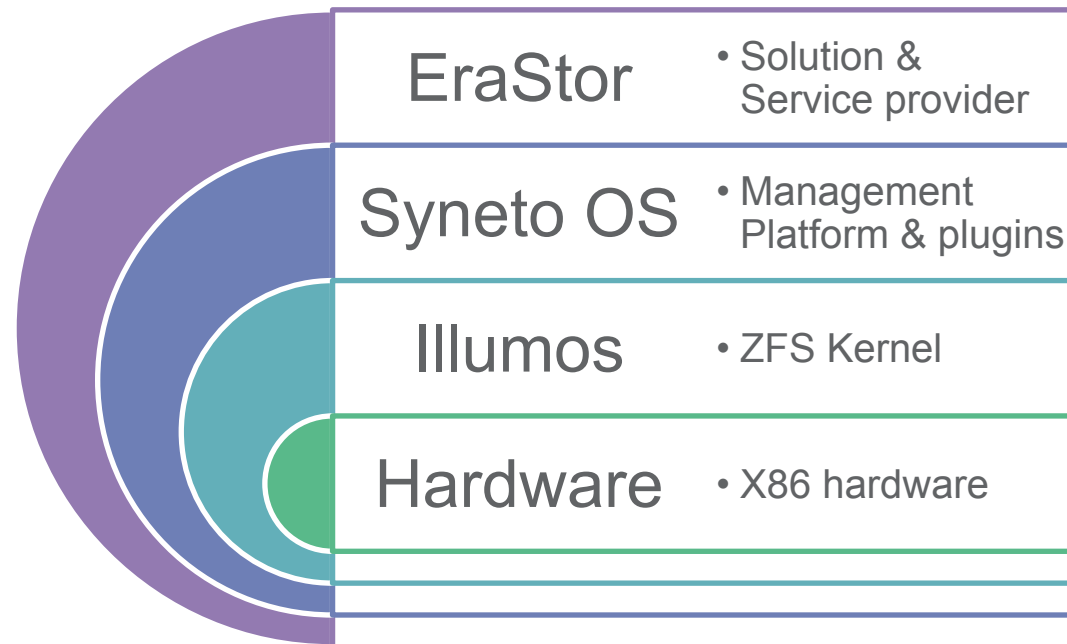 EraStor
• Solution &
Service provider
Syneto OS
• Management
Platform & plugins
Illumos
• ZFS Kernel
Hardware
• X86 hardware